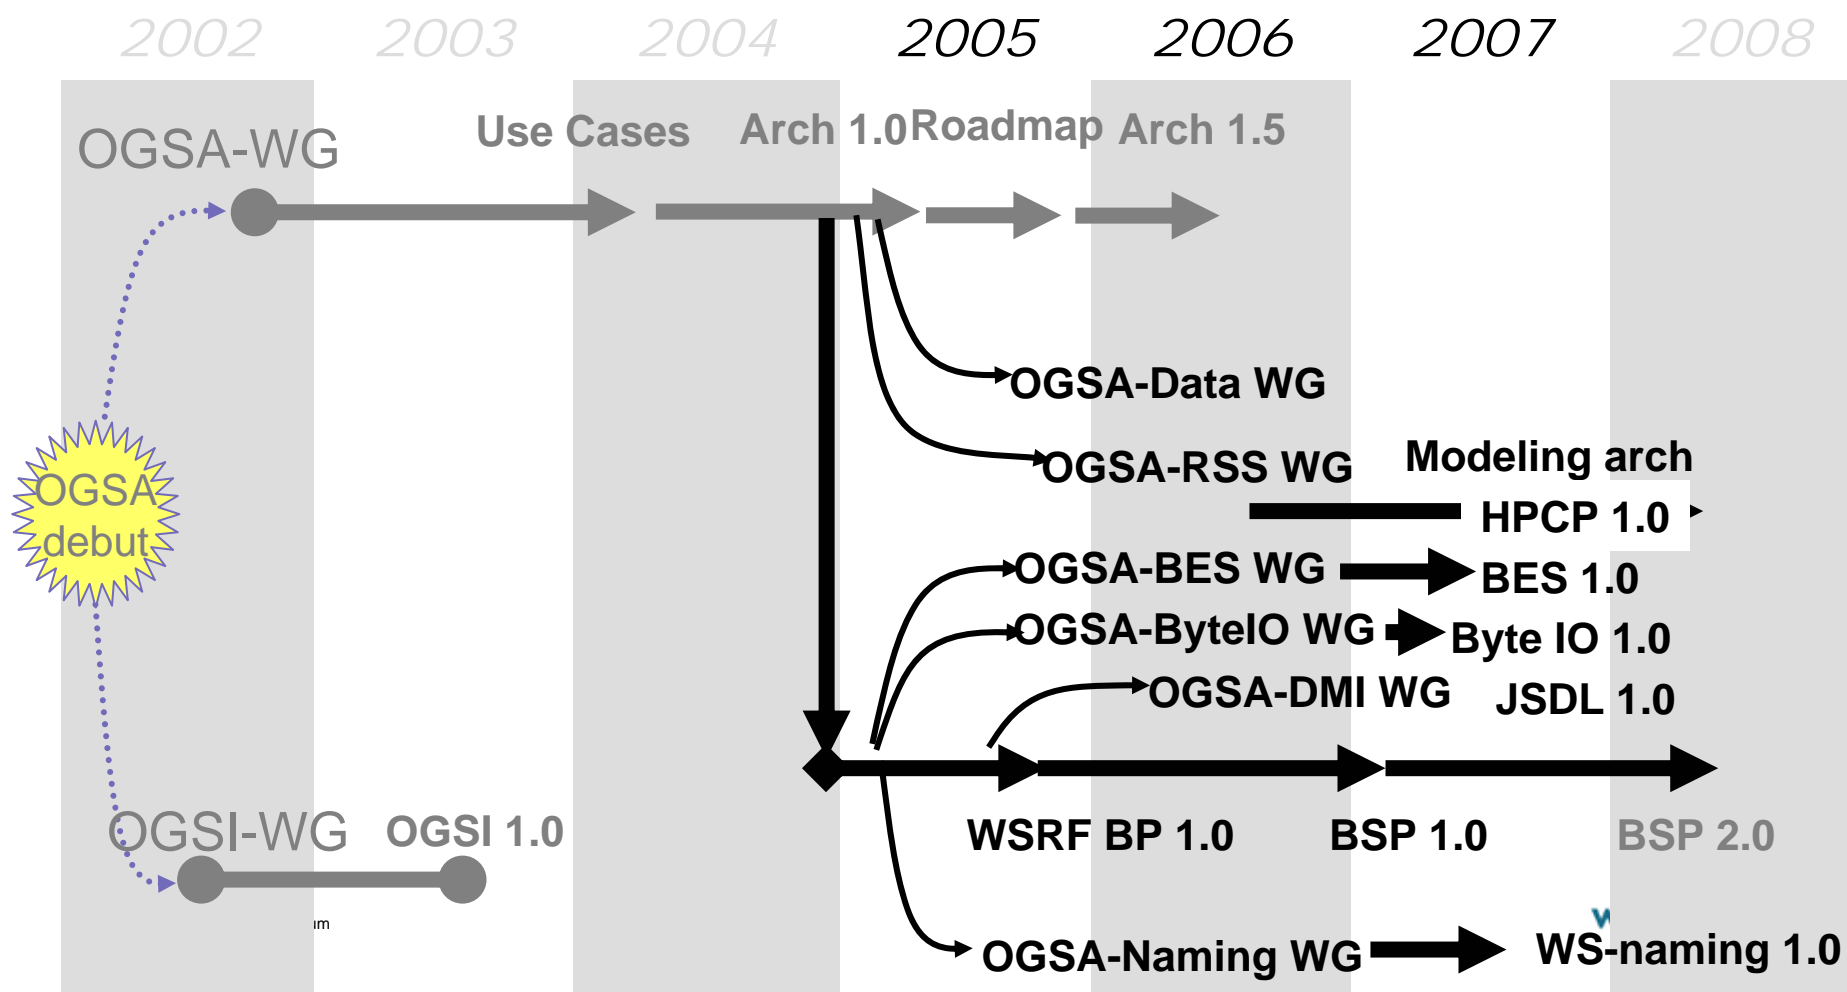 2002 2003 2004 2005 2006 2007 2008
OGSA-WG
Use Cases
Arch 1.0
Roadmap
Arch 1.5
OGSA-Data WG
OGSA-RSS WG
Modeling arch
HPCP 1.0
OGSA
debut
OGSA-BES WG
BES 1.0
OGSA-ByteIO WG
Byte IO 1.0
OGSA-DMI WG
JSDL 1.0
OGSI-WG
OGSI 1.0
WSRF BP 1.0
BSP 1.0
BSP 2.0
OGSA-Naming WG
WS-naming 1.0